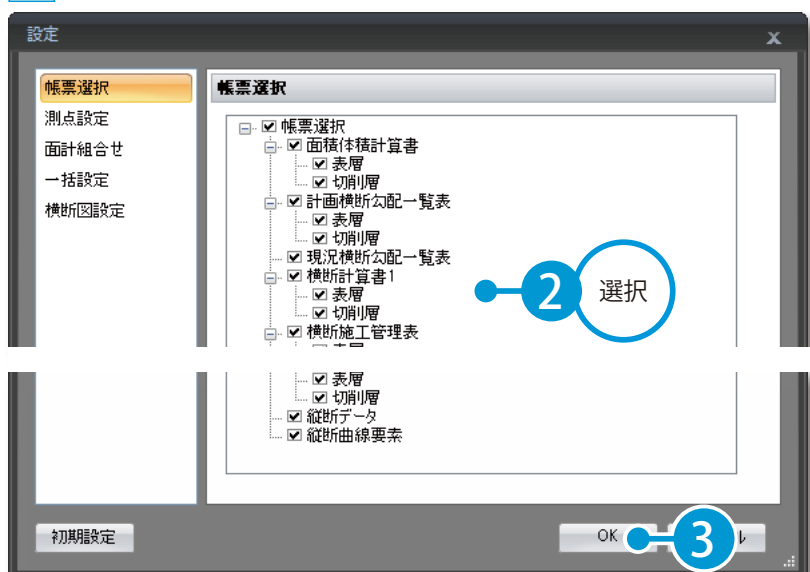 設定
x
帳票選択
測点設定
面計組合せ
一括設定
横断図設定
帳票選択
帳票選択
面積体積計算書
表層
切削層
計画横断勾配一覧表
表層
切削層
現況横断勾配一覧表
横断計算書1
表層
切削層
横断施工管理表
2 選択
表層
切削層
縦断データ
縦断曲線要素
初期設定
OK
3
ル